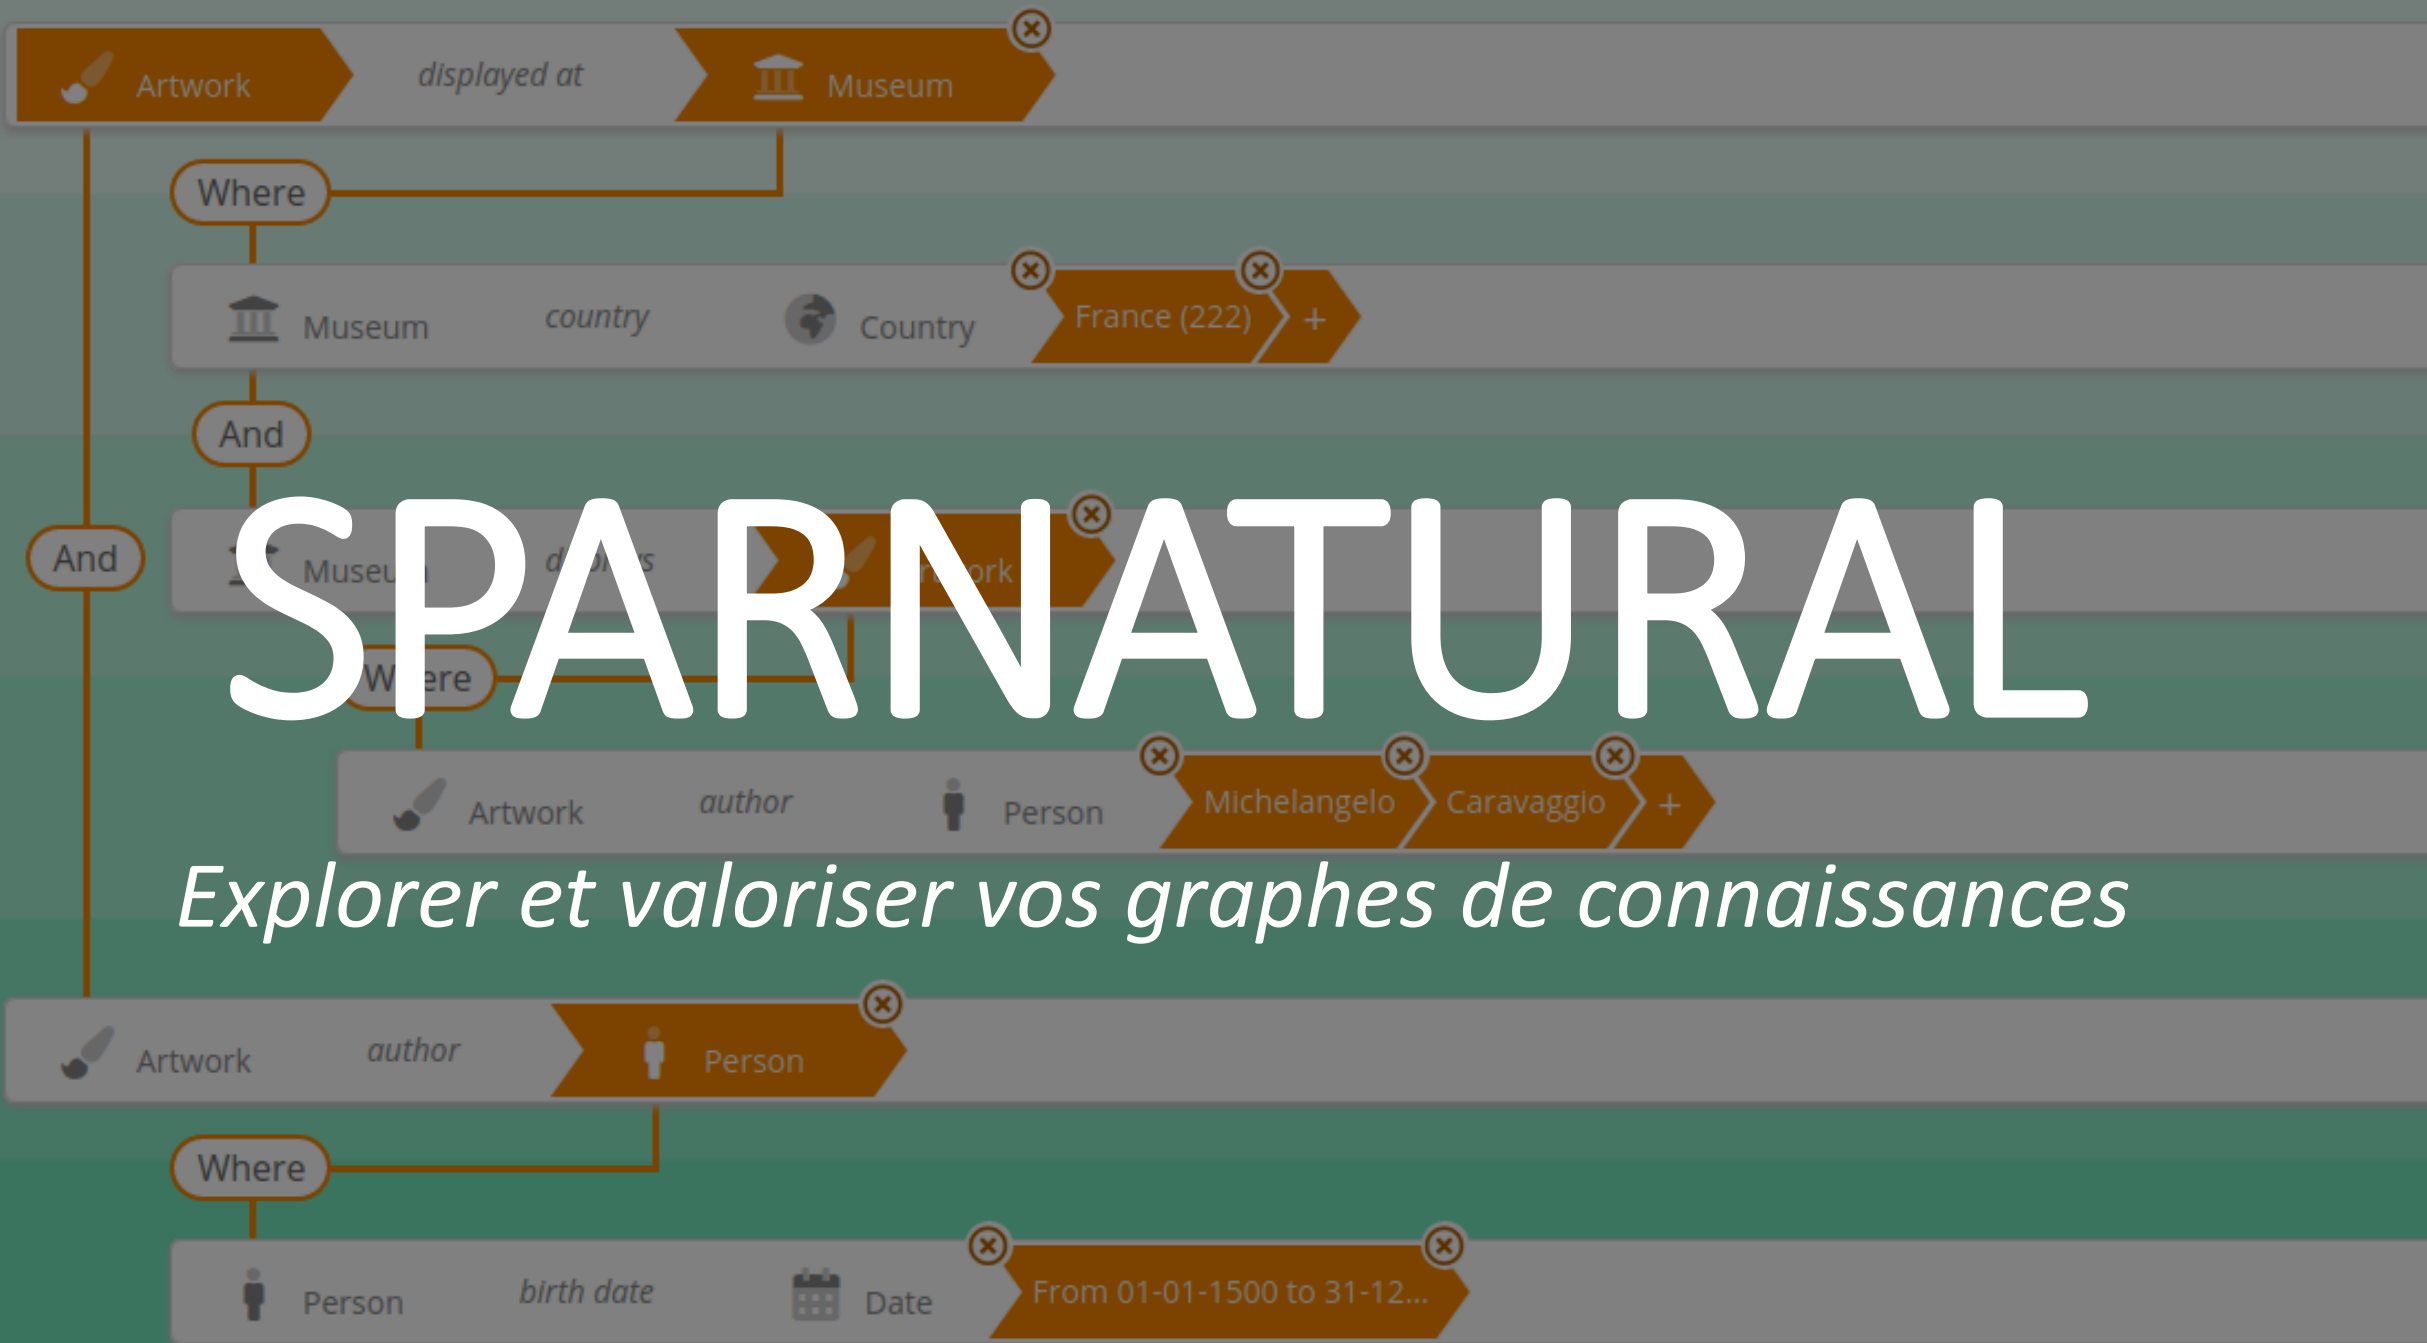 Artwork displayed at Museum
Where
Museum country Country France (222) +
And
And
Museum
SPARNATURAL
Where
Artwork author Person Michelangelo Caravaggio +
Explorer et valoriser vos graphes de connaissances
Artwork author Person
Where
Person birth date Date From 01-01-1500 to 31-12...